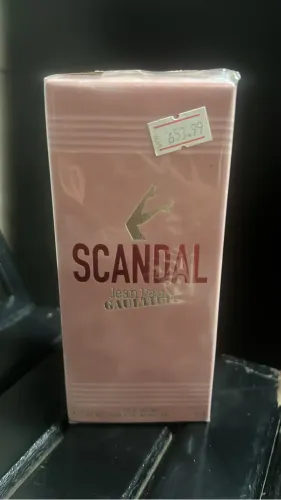 $ 653.99
SCANDAL
Jean Paul
GAULTIER